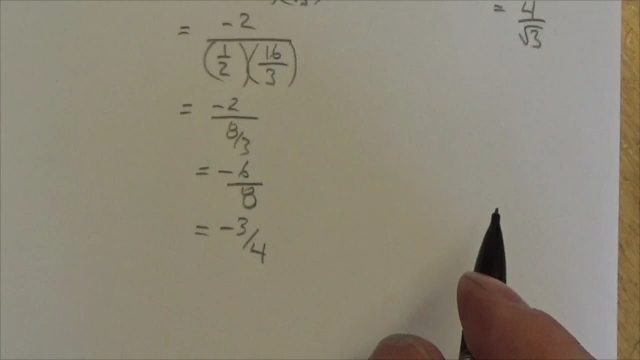 = -2 / (1/2)(16/3)
= -2 / 8/3
= -6/8
= -3/4
= 4/√3